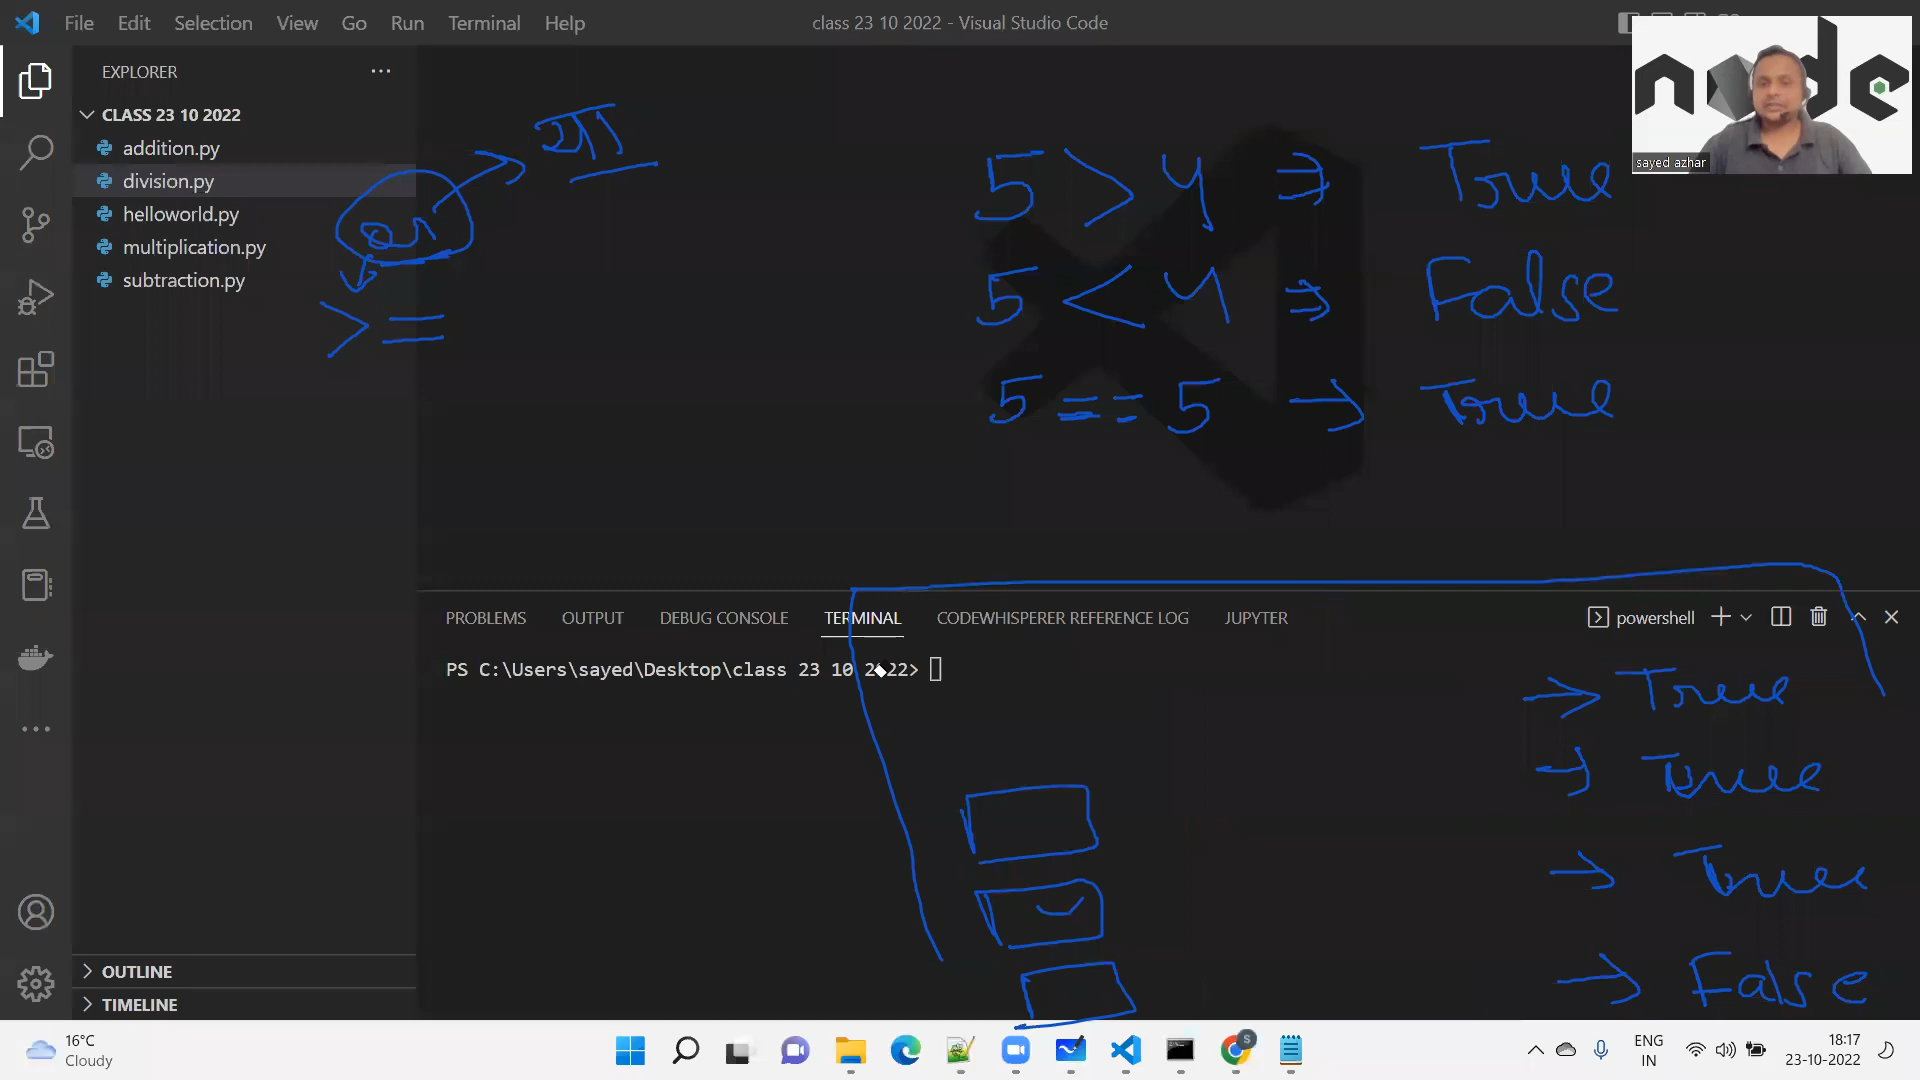 File Edit Selection View Go Run Terminal Help
class 23 10 2022 - Visual Studio Code
node
sayed azhar
EXPLORER
CLASS 23 10 2022
addition.py
division.py
helloworld.py
multiplication.py
subtraction.py
या
or
>=
5 > 4 ⇒ True
5 < 4 ⇒ False
5 == 5 → True
PROBLEMS OUTPUT DEBUG CONSOLE TERMINAL CODEWHISPERER REFERENCE LOG JUPYTER
powershell
PS C:\Users\sayed\Desktop\class 23 10 2022>
→ True
→ True
→ True
→ False
OUTLINE
TIMELINE
16°C
Cloudy
S
ENG
IN
18:17
23-10-2022